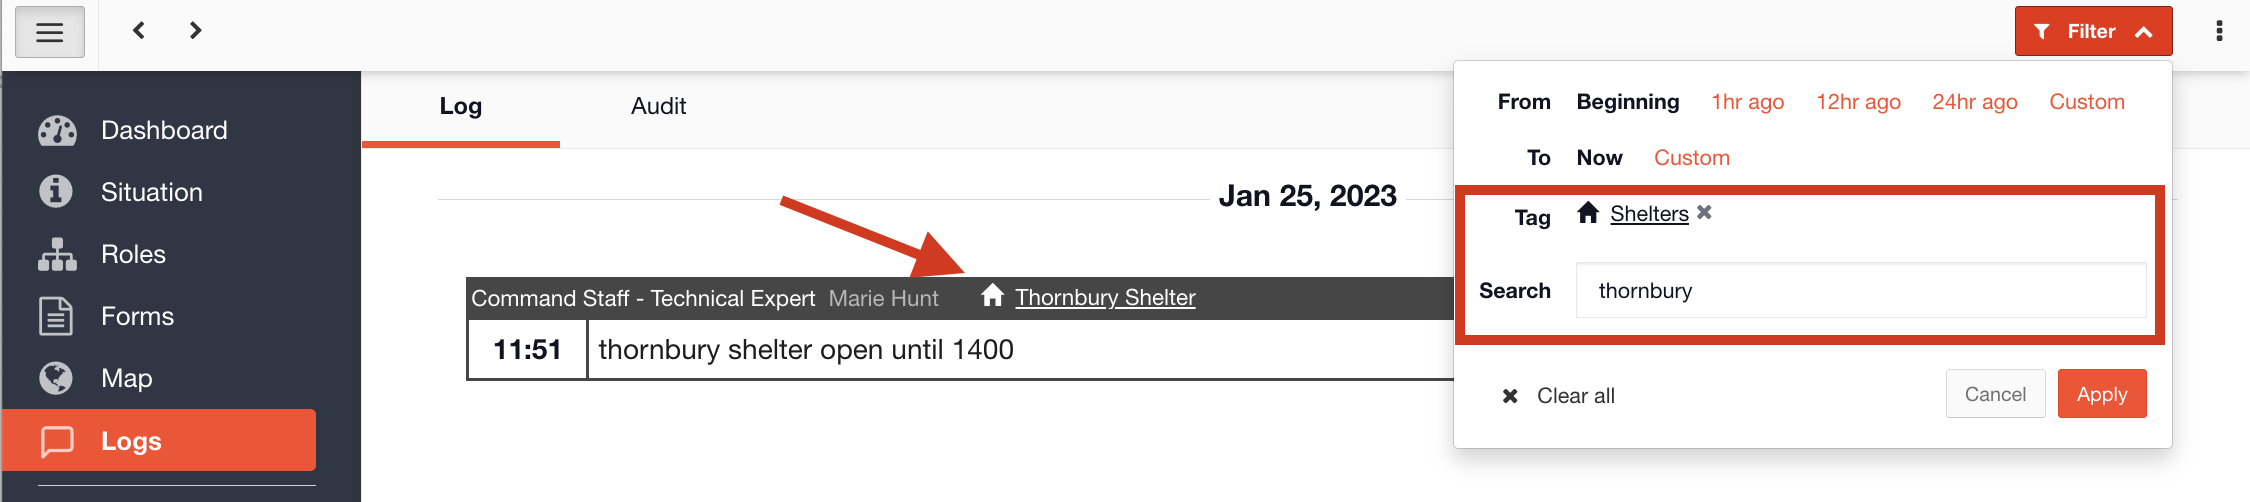 Filter
Dashboard
Situation
Roles
Forms
Map
Logs
Log Audit
Jan 25, 2023
Command Staff - Technical Expert Marie Hunt Thornbury Shelter
11:51 thornbury shelter open until 1400
From Beginning 1hr ago 12hr ago 24hr ago Custom
To Now Custom
Tag Shelters
Search thornbury
Clear all Cancel Apply